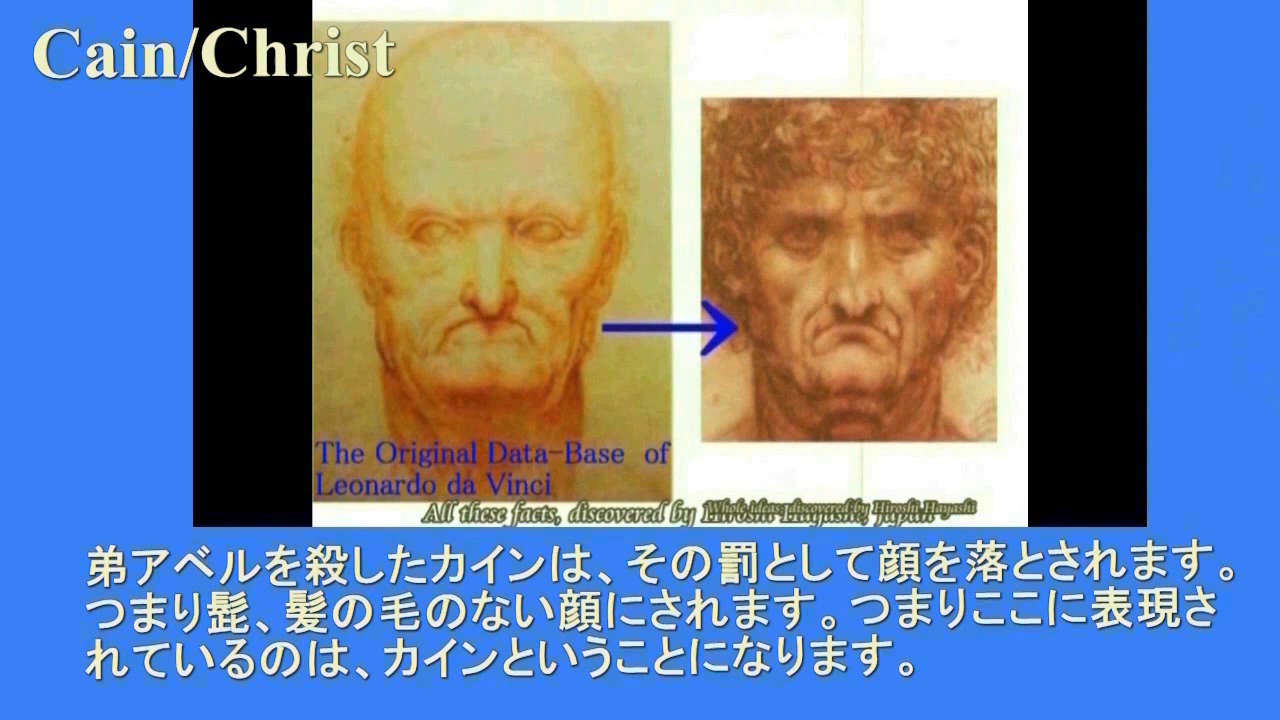 Cain/Christ
The Original Data-Base of
Leonardo da Vinci
All these facts, discovered by Hiroshi Hayashi, Japan
Whole ideas discovered by Hiroshi Hayashi
弟アベルを殺したカインは、その罰として顔を落とされます。
つまり髭、髪の毛のない顔にされます。つまりここに表現さ
れているのは、カインということになります。